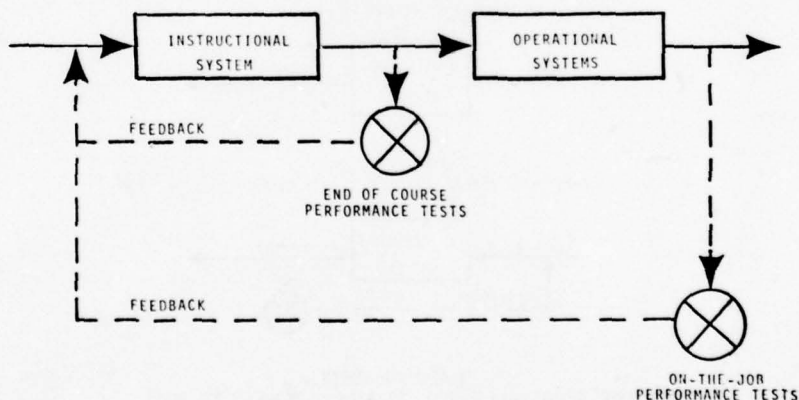 INSTRUCTIONAL
SYSTEM
OPERATIONAL
SYSTEMS
FEEDBACK
END OF COURSE
PERFORMANCE TESTS
FEEDBACK
ON-THE-JOB
PERFORMANCE TESTS